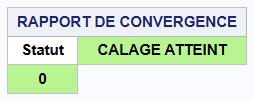 RAPPORT DE CONVERGENCE
Statut CALAGE ATTEINT
0